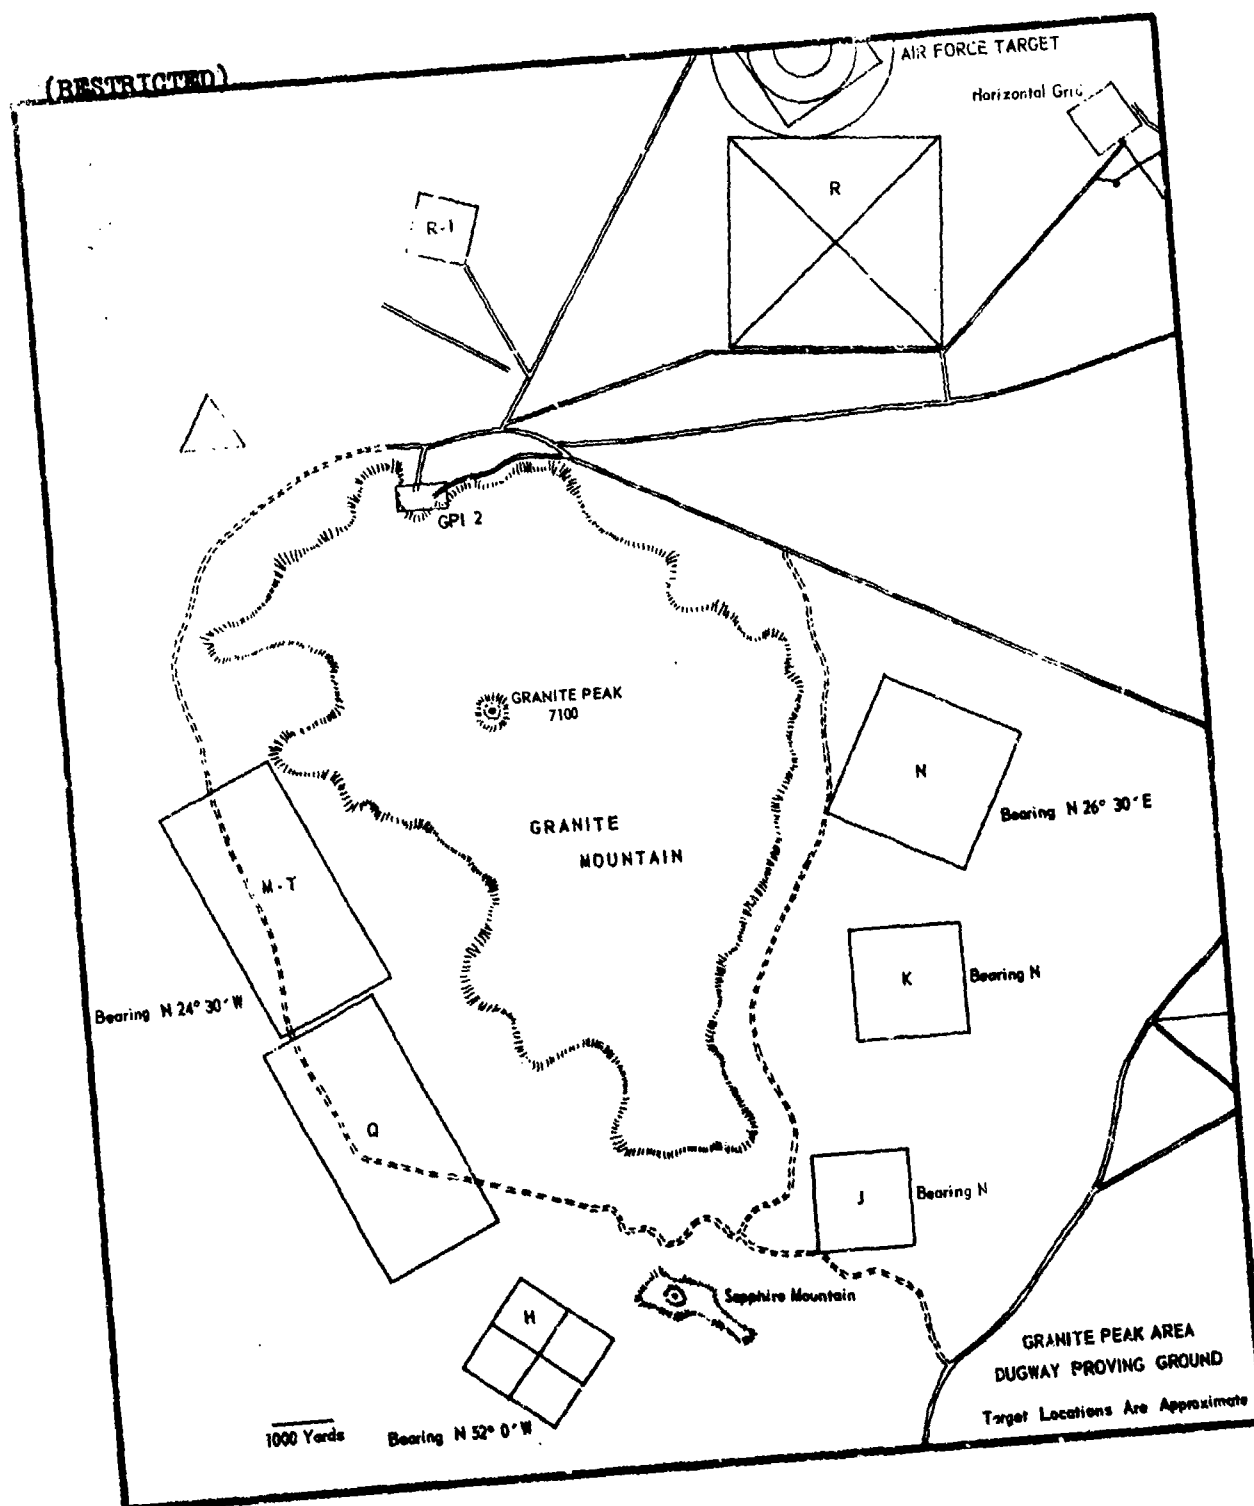 (RESTRICTED)
AIR FORCE TARGET
Horizontal Grid
R
R-1
GPI 2
GRANITE PEAK
7100
N
Bearing N 26° 30' E
GRANITE
MOUNTAIN
M-T
K
Bearing N
Bearing N 24° 30' W
Q
J
Bearing N
Sapphire Mountain
H
GRANITE PEAK AREA
DUGWAY PROVING GROUND
Target Locations Are Approximate
1000 Yards
Bearing N 52° 0' W